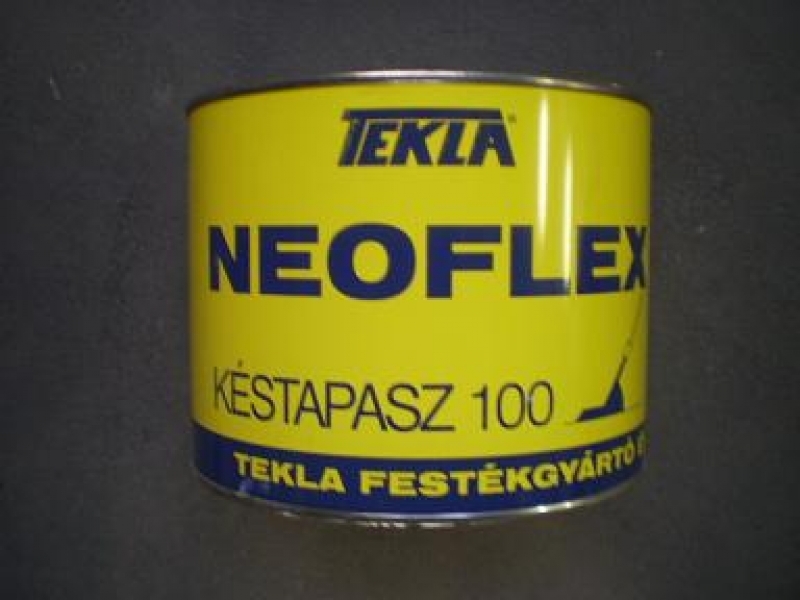 TEKLA
NEOFLEX
KÉSTAPASZ 100
TEKLA FESTÉKGYÁRTÓ